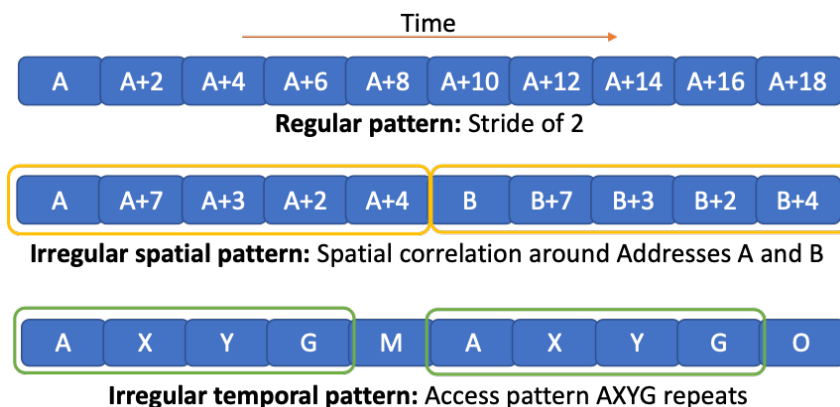 Time
A A+2 A+4 A+6 A+8 A+10 A+12 A+14 A+16 A+18
Regular pattern: Stride of 2
A A+7 A+3 A+2 A+4 B B+7 B+3 B+2 B+4
Irregular spatial pattern: Spatial correlation around Addresses A and B
A X Y G M A X Y G O
Irregular temporal pattern: Access pattern AXYG repeats